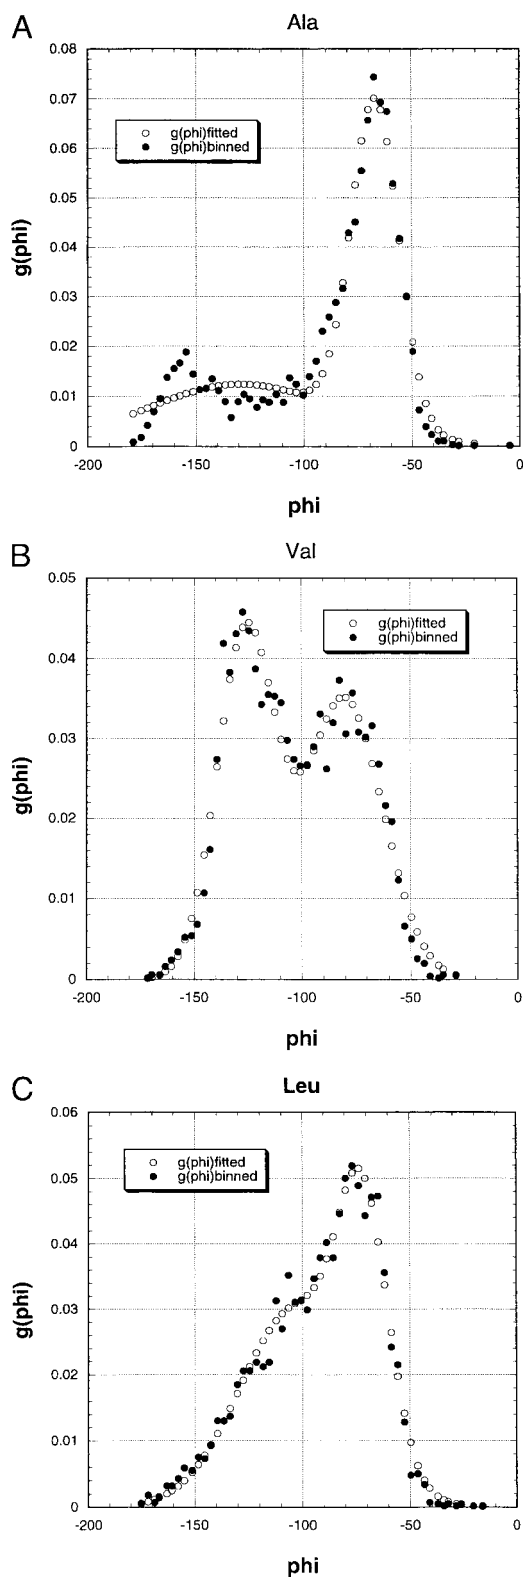 A
Ala
0.08
0.07
0.06
0.05
0.04
0.03
0.02
0.01
0
g(phi)
g(phi)fitted
g(phi)binned
-200
-150
-100
-50
0
phi
B
Val
0.05
0.04
0.03
0.02
0.01
0
g(phi)
g(phi)fitted
g(phi)binned
-200
-150
-100
-50
0
phi
C
Leu
0.06
0.05
0.04
0.03
0.02
0.01
0
g(phi)
g(phi)fitted
g(phi)binned
-200
-150
-100
-50
0
phi